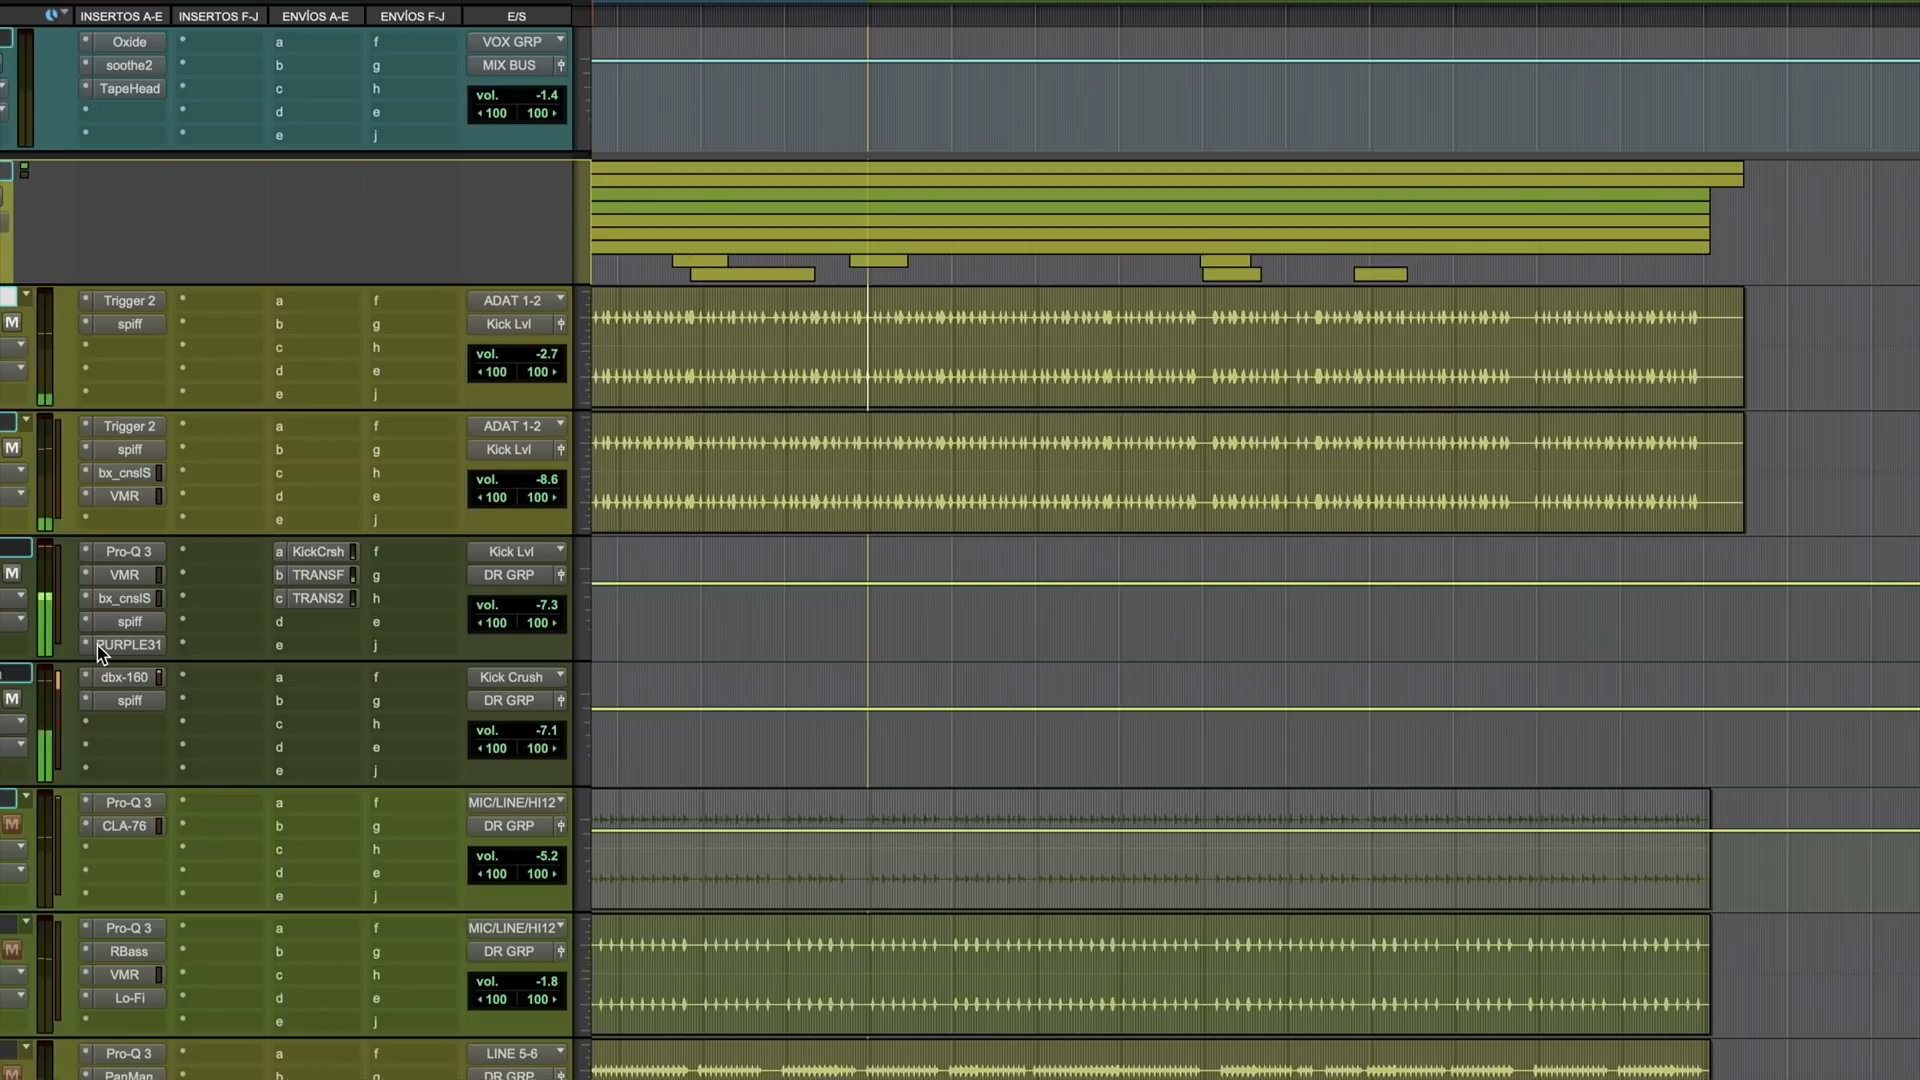 INSERTOS A-E INSERTOS F-J ENVÍOS A-E ENVÍOS F-J E/S
Oxide a f VOX GRP
soothe2 b g MIX BUS
TapeHead c h vol. -1.4
d e 100 100
e j
Trigger 2 a f ADAT 1-2
M spiff b g Kick Lvl
c h vol. -2.7
d e 100 100
e j
Trigger 2 a f ADAT 1-2
M spiff b g Kick Lvl
bx_cnslS c h vol. -8.6
VMR d e 100 100
e j
Pro-Q 3 a KickCrsh f Kick Lvl
M VMR b TRANSF g DR GRP
bx_cnslS c TRANS2 h vol. -7.3
spiff d e 100 100
PURPLE31 e j
dbx-160 a f Kick Crush
M spiff b g DR GRP
c h vol. -7.1
d e 100 100
e j
Pro-Q 3 a f MIC/LINE/HI12
M CLA-76 b g DR GRP
c h vol. -5.2
d e 100 100
e j
Pro-Q 3 a f MIC/LINE/HI12
M RBass b g DR GRP
VMR c h vol. -1.8
Lo-Fi d e 100 100
e j
Pro-Q 3 a f LINE 5-6
M PanMan b g DR GRP